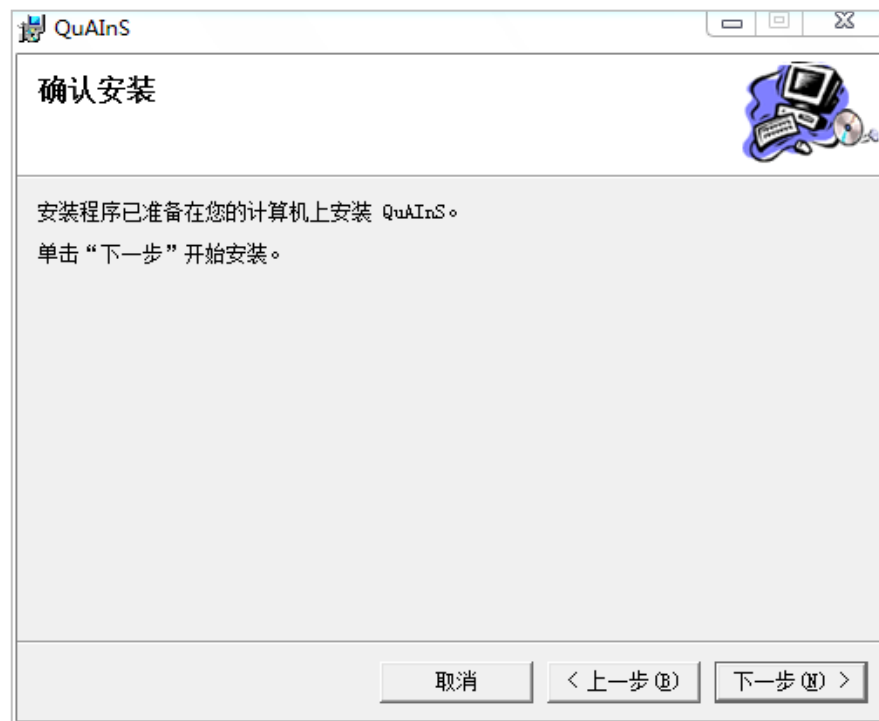 QuAInS
确认安装
安装程序已准备在您的计算机上安装 QuAInS。
单击“下一步”开始安装。
取消
< 上一步(B)
下一步(N) >